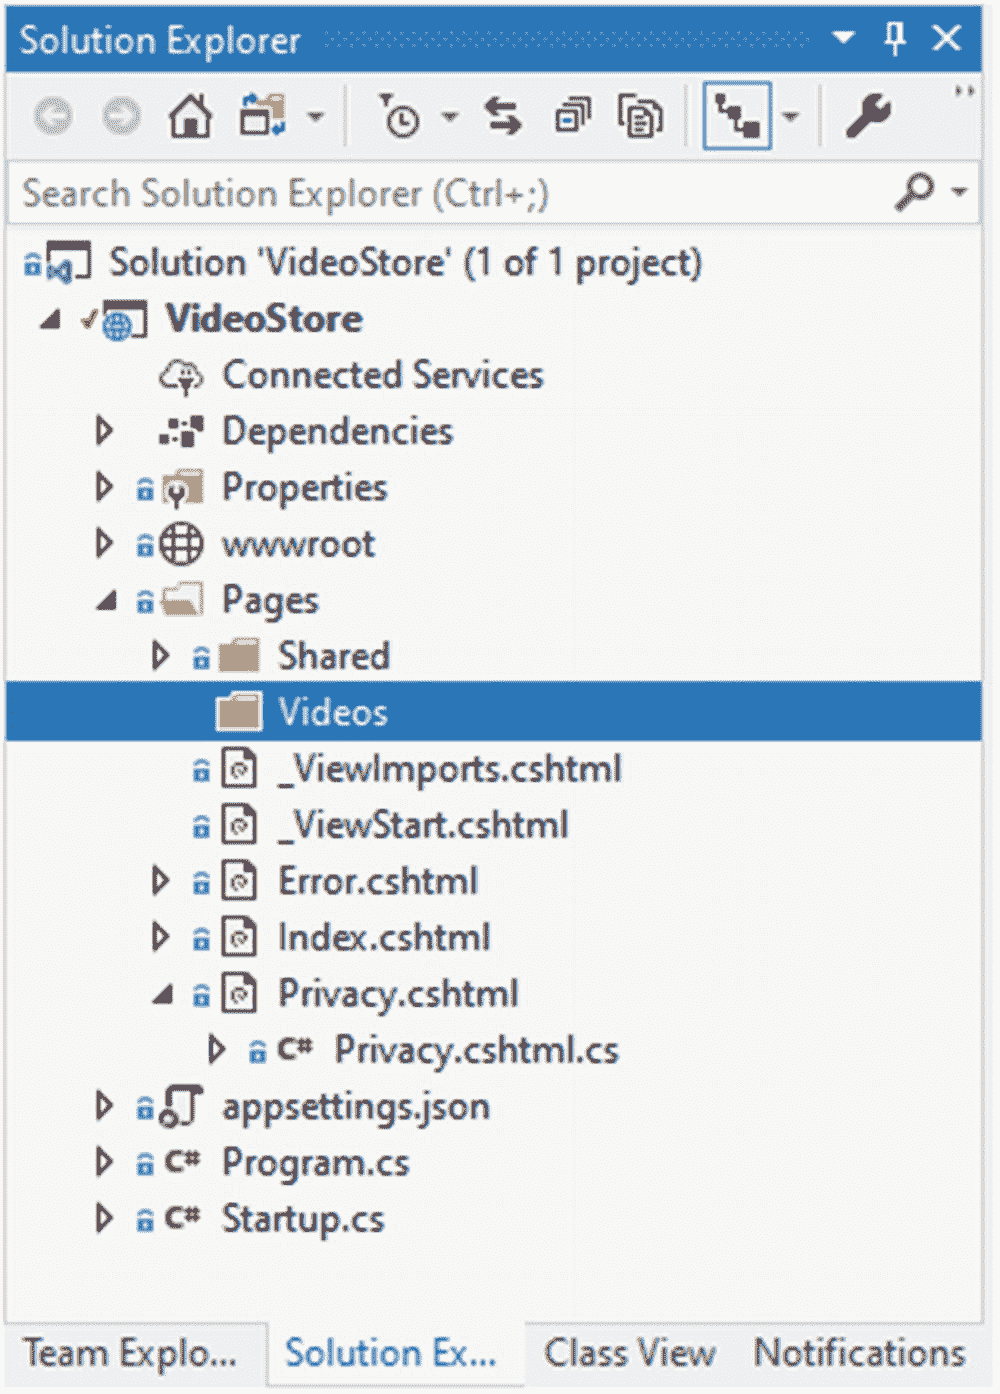 Solution Explorer
Search Solution Explorer (Ctrl+;)
Solution 'VideoStore' (1 of 1 project)
VideoStore
Connected Services
Dependencies
Properties
wwwroot
Pages
Shared
Videos
_ViewImports.cshtml
_ViewStart.cshtml
Error.cshtml
Index.cshtml
Privacy.cshtml
C# Privacy.cshtml.cs
appsettings.json
C# Program.cs
C# Startup.cs
Team Explo... Solution Ex... Class View Notifications